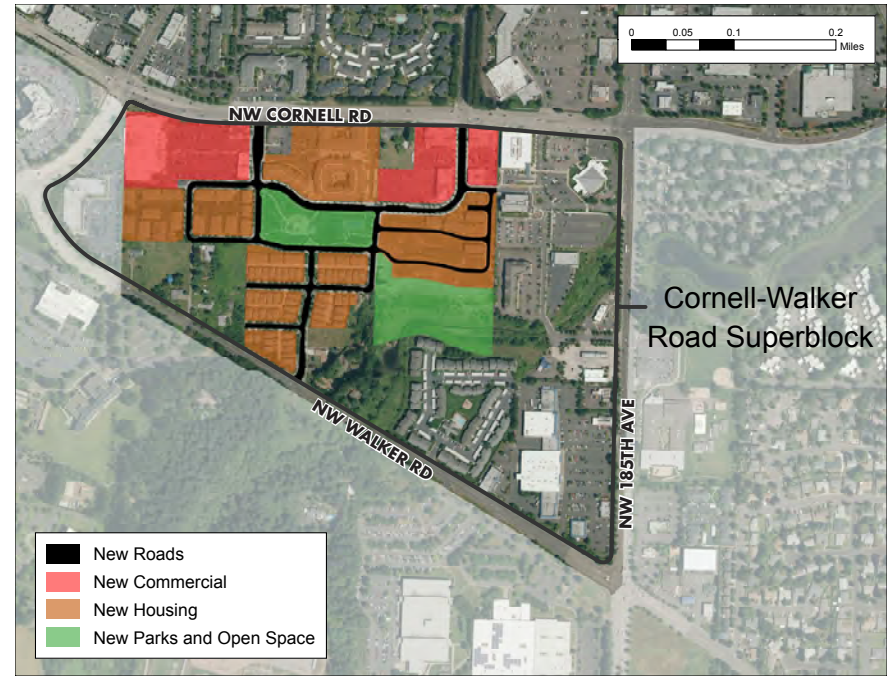 0 0.05 0.1 0.2
Miles
NW CORNELL RD
Cornell-Walker
Road Superblock
NW WALKER RD
NW 185TH AVE
New Roads
New Commercial
New Housing
New Parks and Open Space